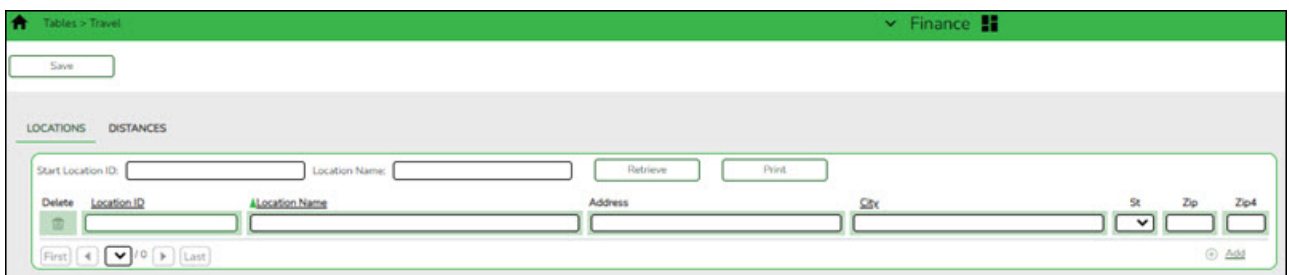 Tables > Travel Finance
Save
LOCATIONS DISTANCES
Start Location ID: Location Name: Retrieve Print
Delete Location ID Location Name Address City St Zip Zip4
First / 0 Last Add